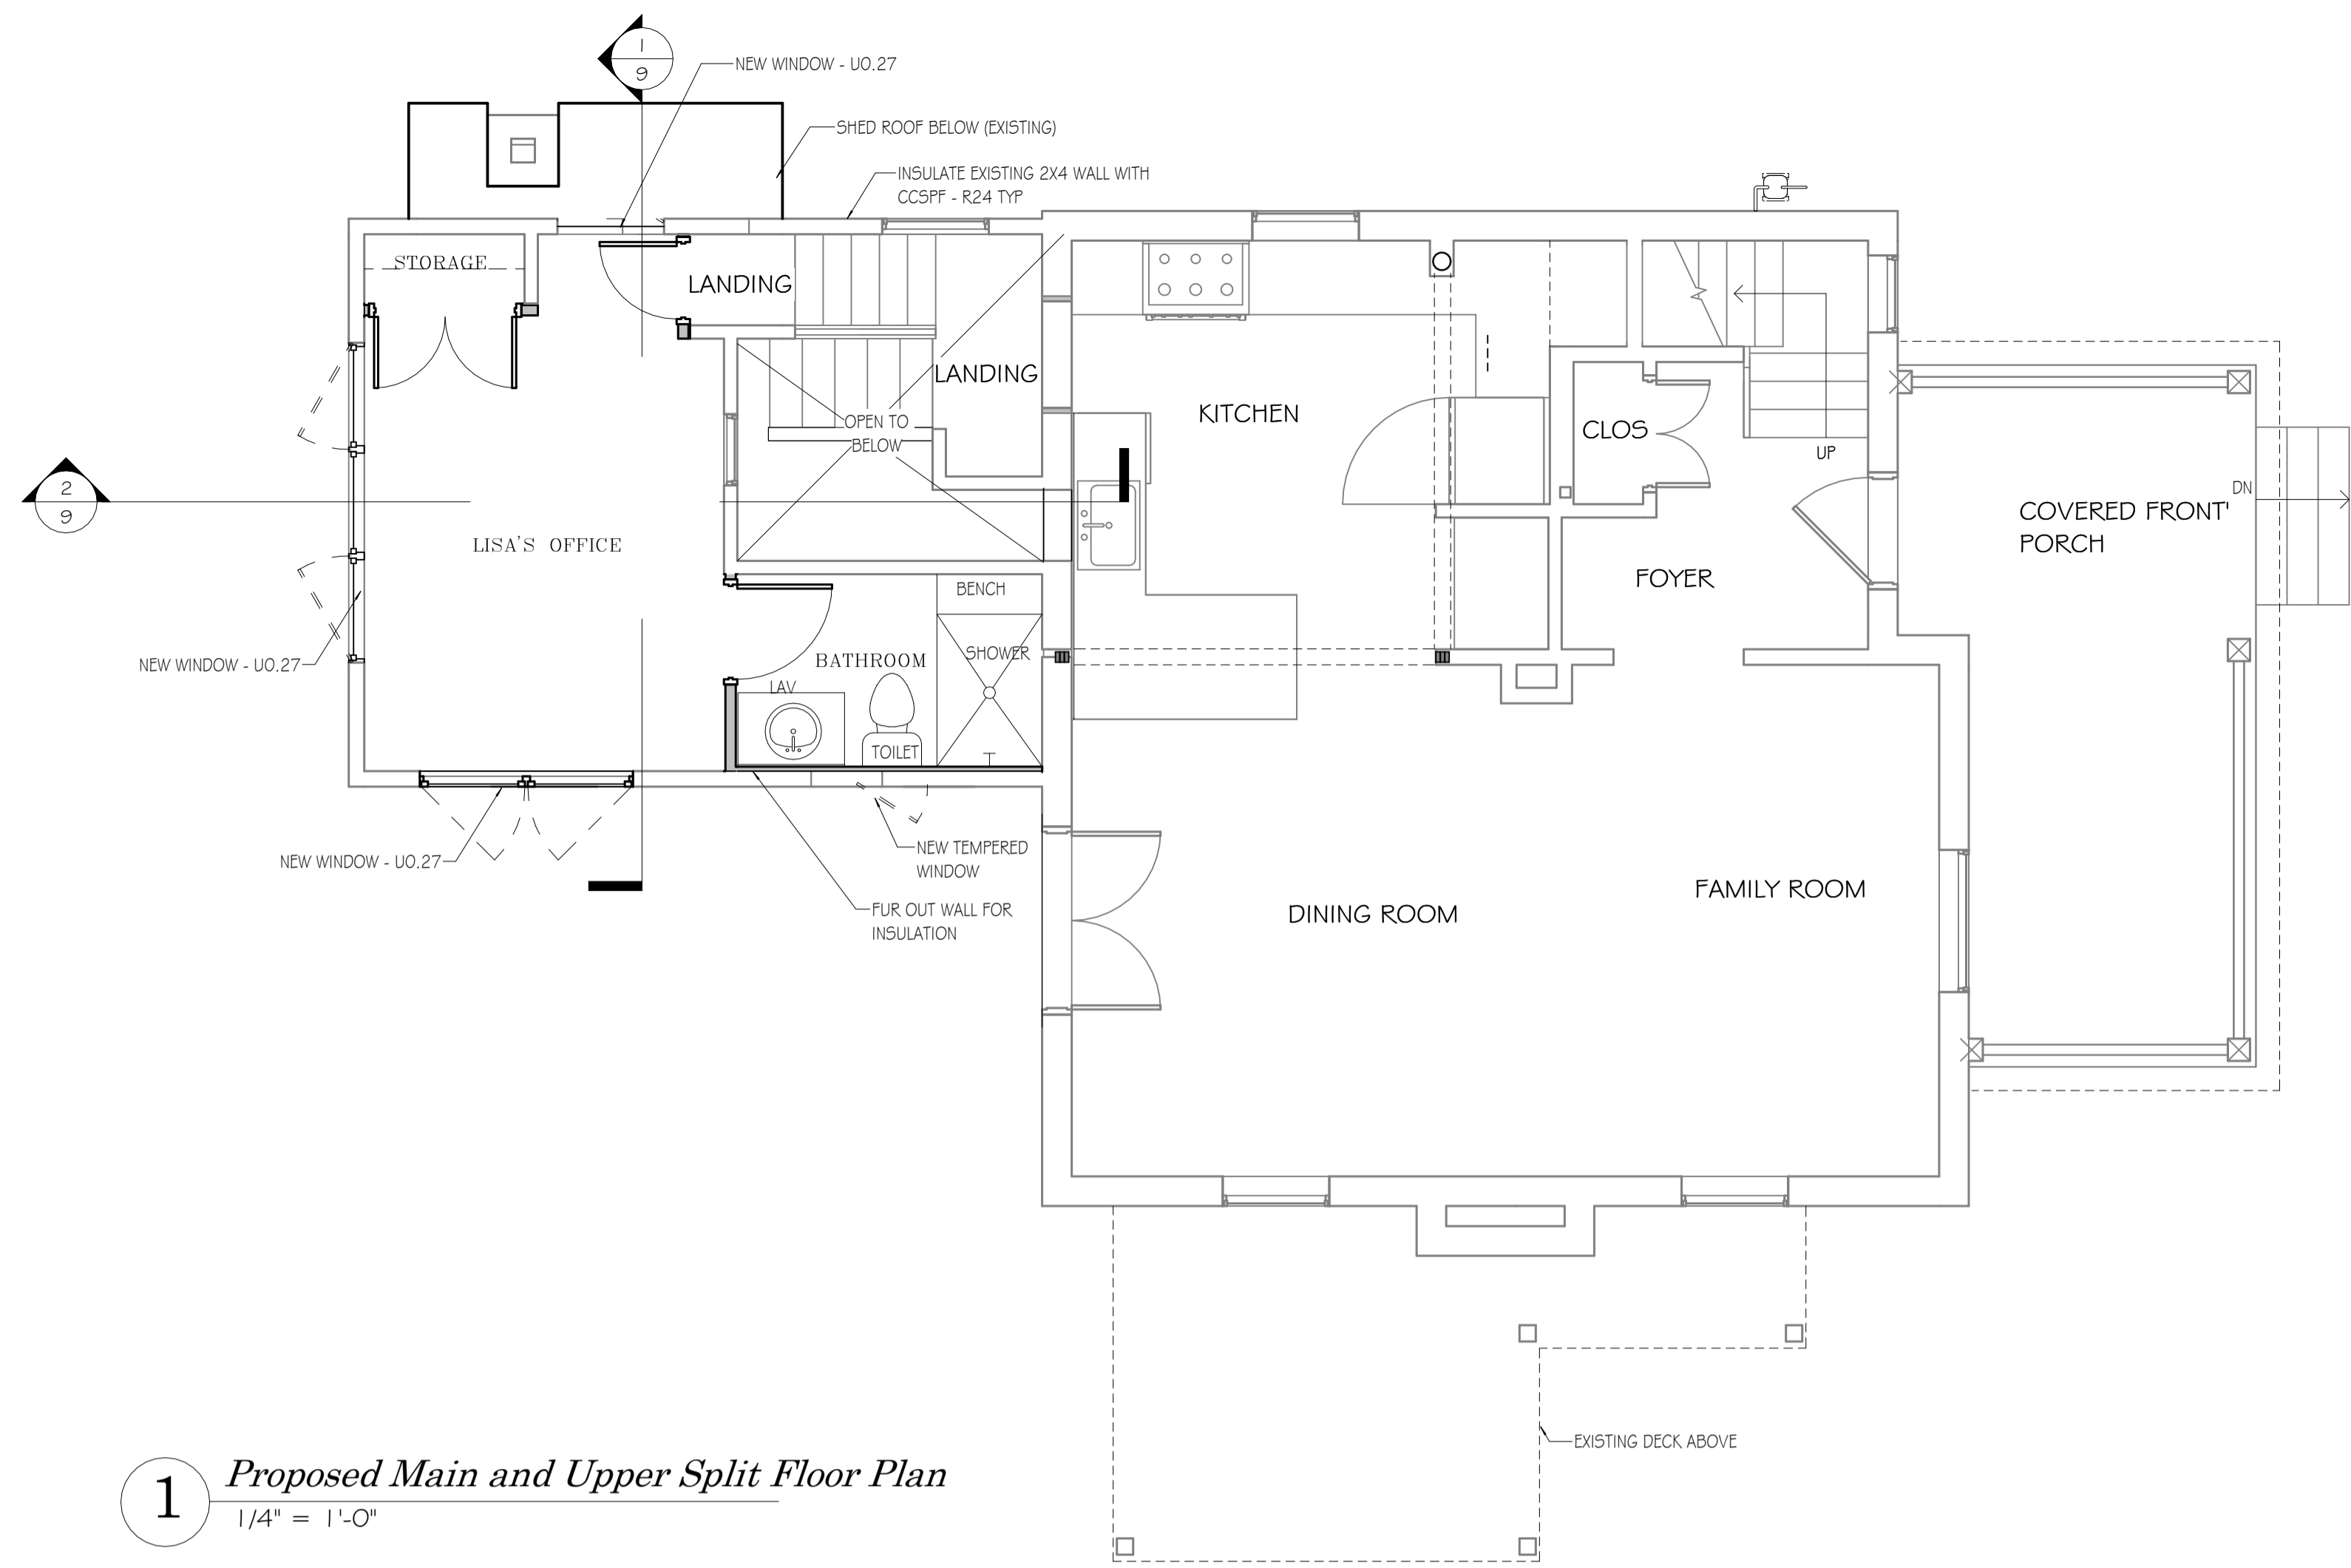 1
9
NEW WINDOW - U0.27
SHED ROOF BELOW (EXISTING)
INSULATE EXISTING 2X4 WALL WITH
CCSPF - R24 TYP
STORAGE
LANDING
LANDING
OPEN TO
BELOW
KITCHEN
CLOS
UP
2
9
DN
COVERED FRONT'
PORCH
LISA'S OFFICE
FOYER
BENCH
SHOWER
BATHROOM
NEW WINDOW - U0.27
LAV
TOILET
NEW TEMPERED
WINDOW
NEW WINDOW - U0.27
FUR OUT WALL FOR
INSULATION
DINING ROOM
FAMILY ROOM
EXISTING DECK ABOVE
1
Proposed Main and Upper Split Floor Plan
1/4" = 1'-0"